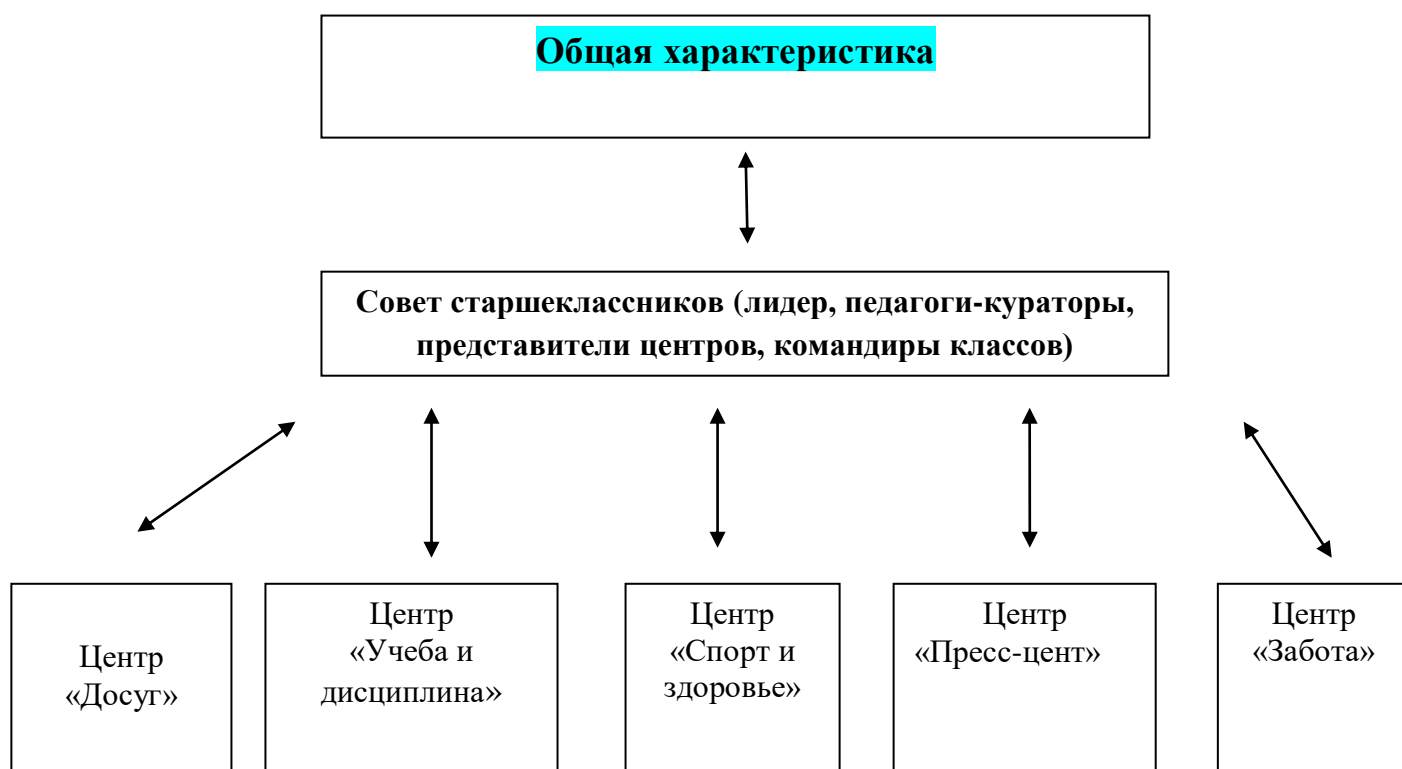 Общая характеристика
Совет старшеклассников (лидер, педагоги-кураторы,
представители центров, командиры классов)
Центр
«Досуг»
Центр
«Учеба и
дисциплина»
Центр
«Спорт и
здоровье»
Центр
«Пресс-цент»
Центр
«Забота»